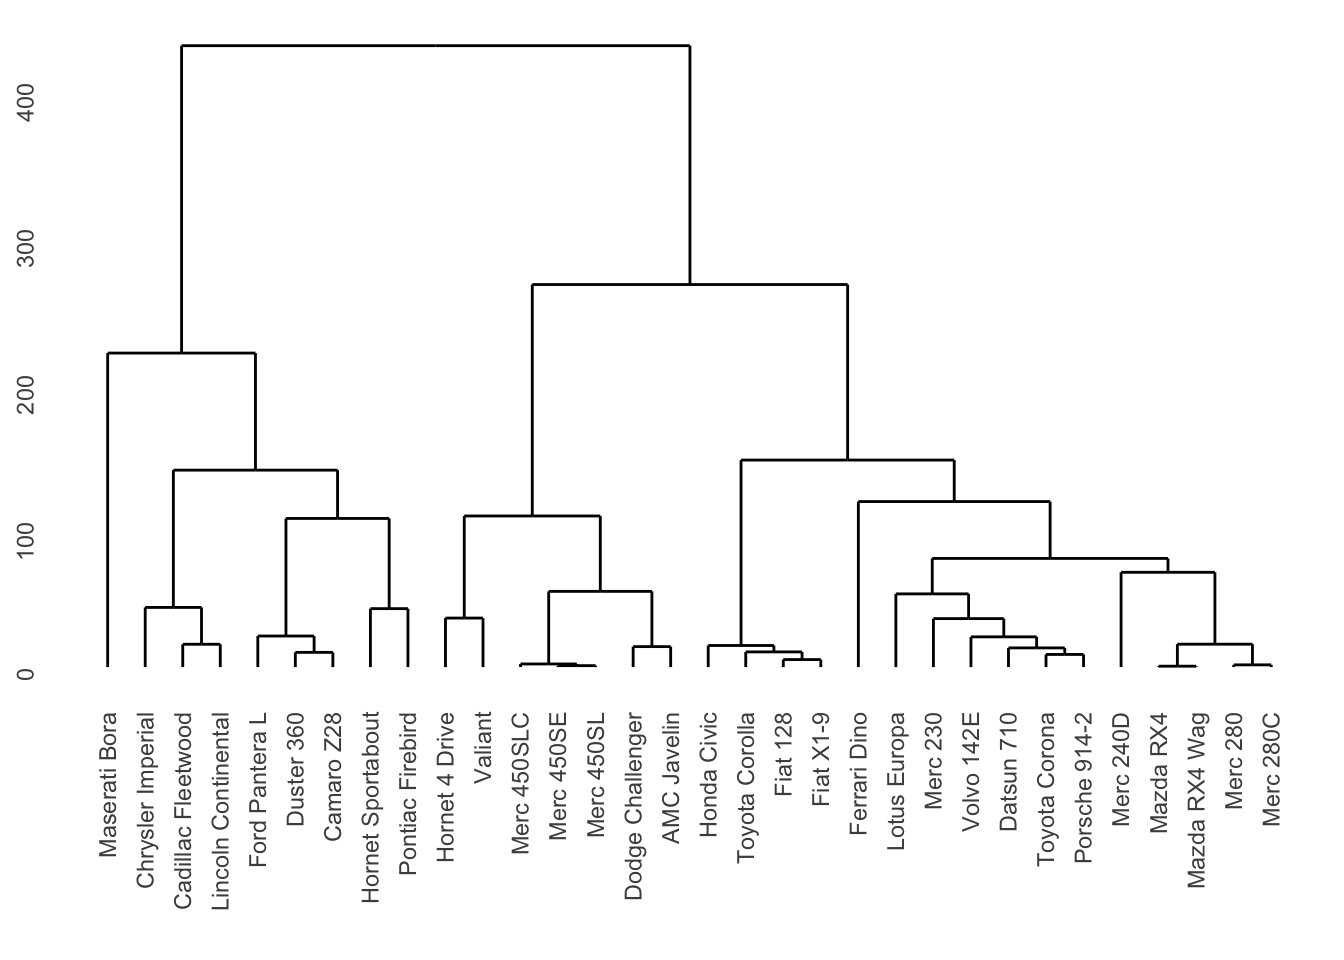 400
300
200
100
0
Maserati Bora
Chrysler Imperial
Cadillac Fleetwood
Lincoln Continental
Ford Pantera L
Duster 360
Camaro Z28
Hornet Sportabout
Pontiac Firebird
Hornet 4 Drive
Valiant
Merc 450SLC
Merc 450SE
Merc 450SL
Dodge Challenger
AMC Javelin
Honda Civic
Toyota Corolla
Fiat 128
Fiat X1-9
Ferrari Dino
Lotus Europa
Merc 230
Volvo 142E
Datsun 710
Toyota Corona
Porsche 914-2
Merc 240D
Mazda RX4
Mazda RX4 Wag
Merc 280
Merc 280C